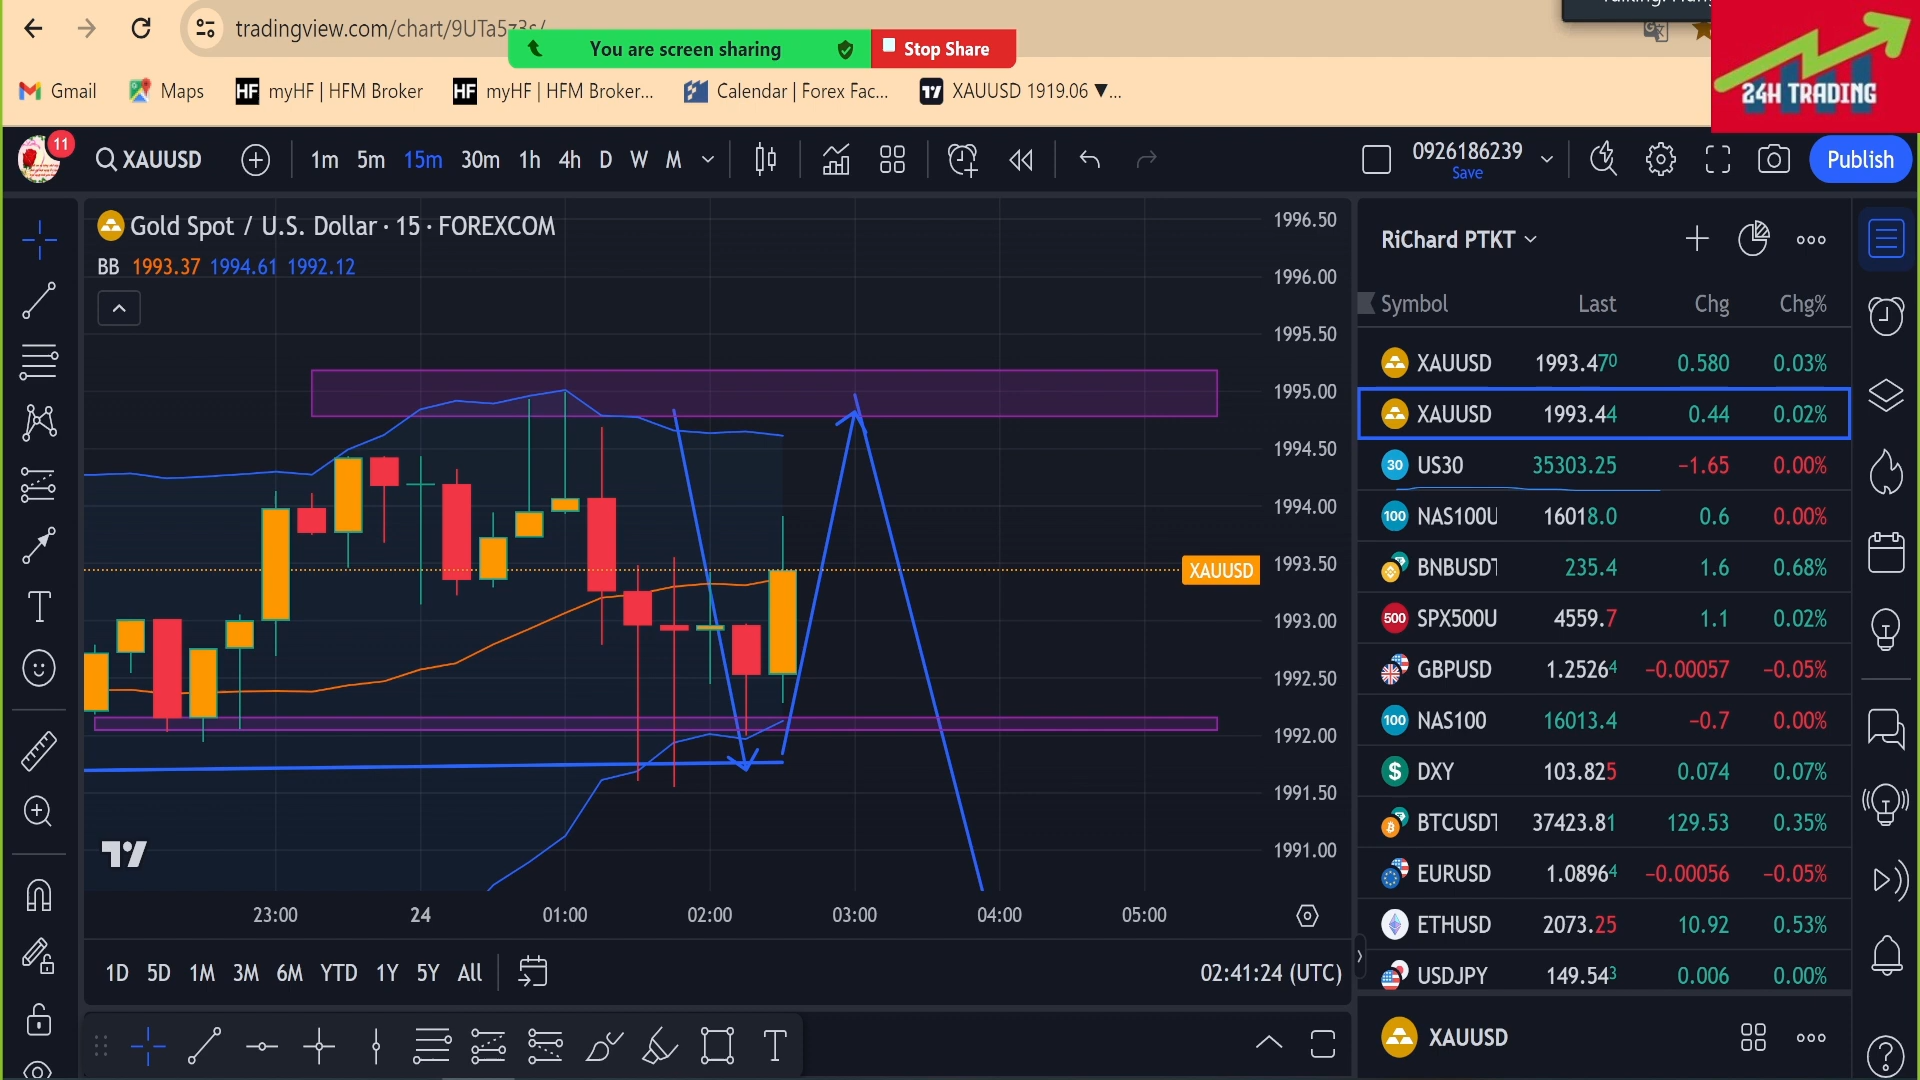 tradingview.com/chart/9UTa5z3s/
You are screen sharing
Stop Share
24H TRADING
Gmail
Maps
HF myHF | HFM Broker
HF myHF | HFM Broker...
Calendar | Forex Fac...
XAUUSD 1919.06 ▼...
11
XAUUSD
1m 5m 15m 30m 1h 4h D W M
0926186239
Save
Publish
Gold Spot / U.S. Dollar · 15 · FOREXCOM
BB 1993.37 1994.61 1992.12
1996.50
1996.00
1995.50
1995.00
1994.50
1994.00
1993.50
1993.00
1992.50
1992.00
1991.50
1991.00
XAUUSD
23:00 24 01:00 02:00 03:00 04:00 05:00
1D 5D 1M 3M 6M YTD 1Y 5Y All
02:41:24 (UTC)
RiChard PTKT
Symbol Last Chg Chg%
XAUUSD 1993.470 0.580 0.03%
XAUUSD 1993.44 0.44 0.02%
30 US30 35303.25 −1.65 0.00%
100 NAS100U 16018.0 0.6 0.00%
BNBUSDT 235.4 1.6 0.68%
500 SPX500U 4559.7 1.1 0.02%
GBPUSD 1.25264 −0.00057 −0.05%
100 NAS100 16013.4 −0.7 0.00%
DXY 103.825 0.074 0.07%
BTCUSDT 37423.81 129.53 0.35%
EURUSD 1.08964 −0.00056 −0.05%
ETHUSD 2073.25 10.92 0.53%
USDJPY 149.543 0.006 0.00%
XAUUSD